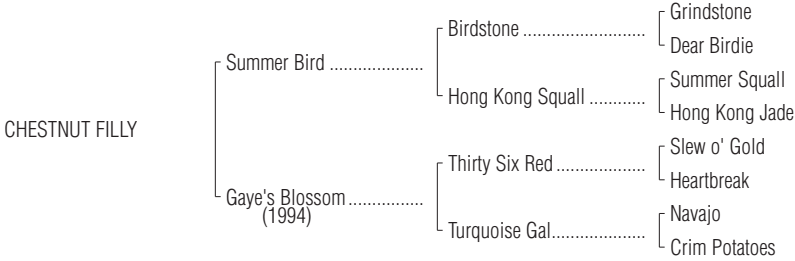 Grindstone
Birdstone ..........................
Dear Birdie
Summer Bird ....................
Summer Squall
Hong Kong Squall ............
Hong Kong Jade
CHESTNUT FILLY
Slew o' Gold
Thirty Six Red ...................
Heartbreak
Gaye's Blossom ................
(1994)
Navajo
Turquoise Gal....................
Crim Potatoes